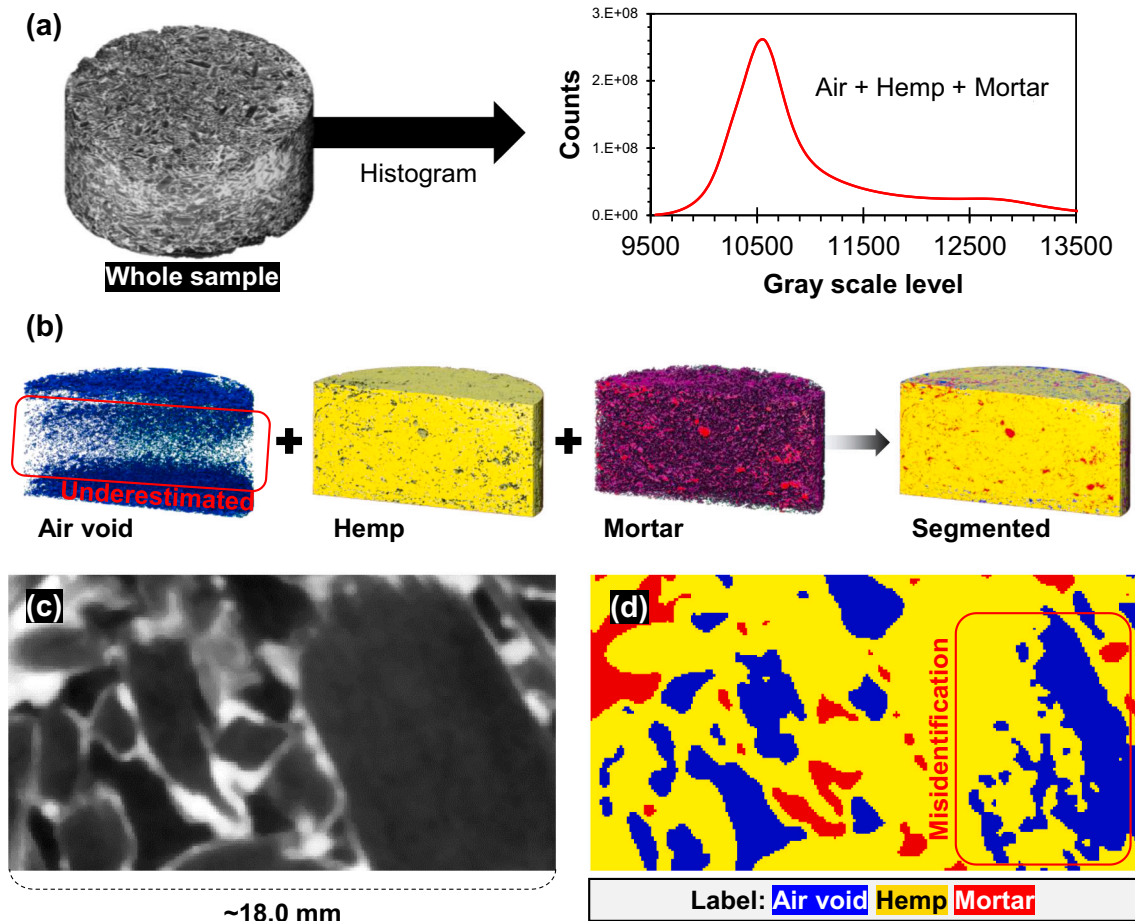 (a)
Whole sample
Histogram
Counts
3.E+08
2.E+08
1.E+08
0.E+00
Air + Hemp + Mortar
9500 10500 11500 12500 13500
Gray scale level
(b)
Underestimated
Air void
Hemp
Mortar
Segmented
(c)
~18.0 mm
(d)
Misidentification
Label: Air void Hemp Mortar